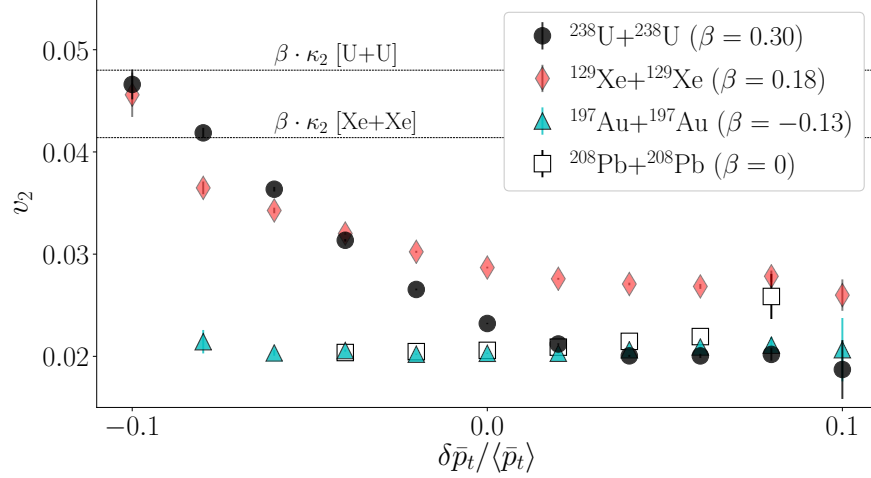 0.05
0.04
0.03
0.02
v₂
β · κ₂ [U+U]
β · κ₂ [Xe+Xe]
²³⁸U+²³⁸U (β = 0.30)
¹²⁹Xe+¹²⁹Xe (β = 0.18)
¹⁹⁷Au+¹⁹⁷Au (β = −0.13)
²⁰⁸Pb+²⁰⁸Pb (β = 0)
−0.1 0.0 0.1
δp̄ₜ/⟨p̄ₜ⟩